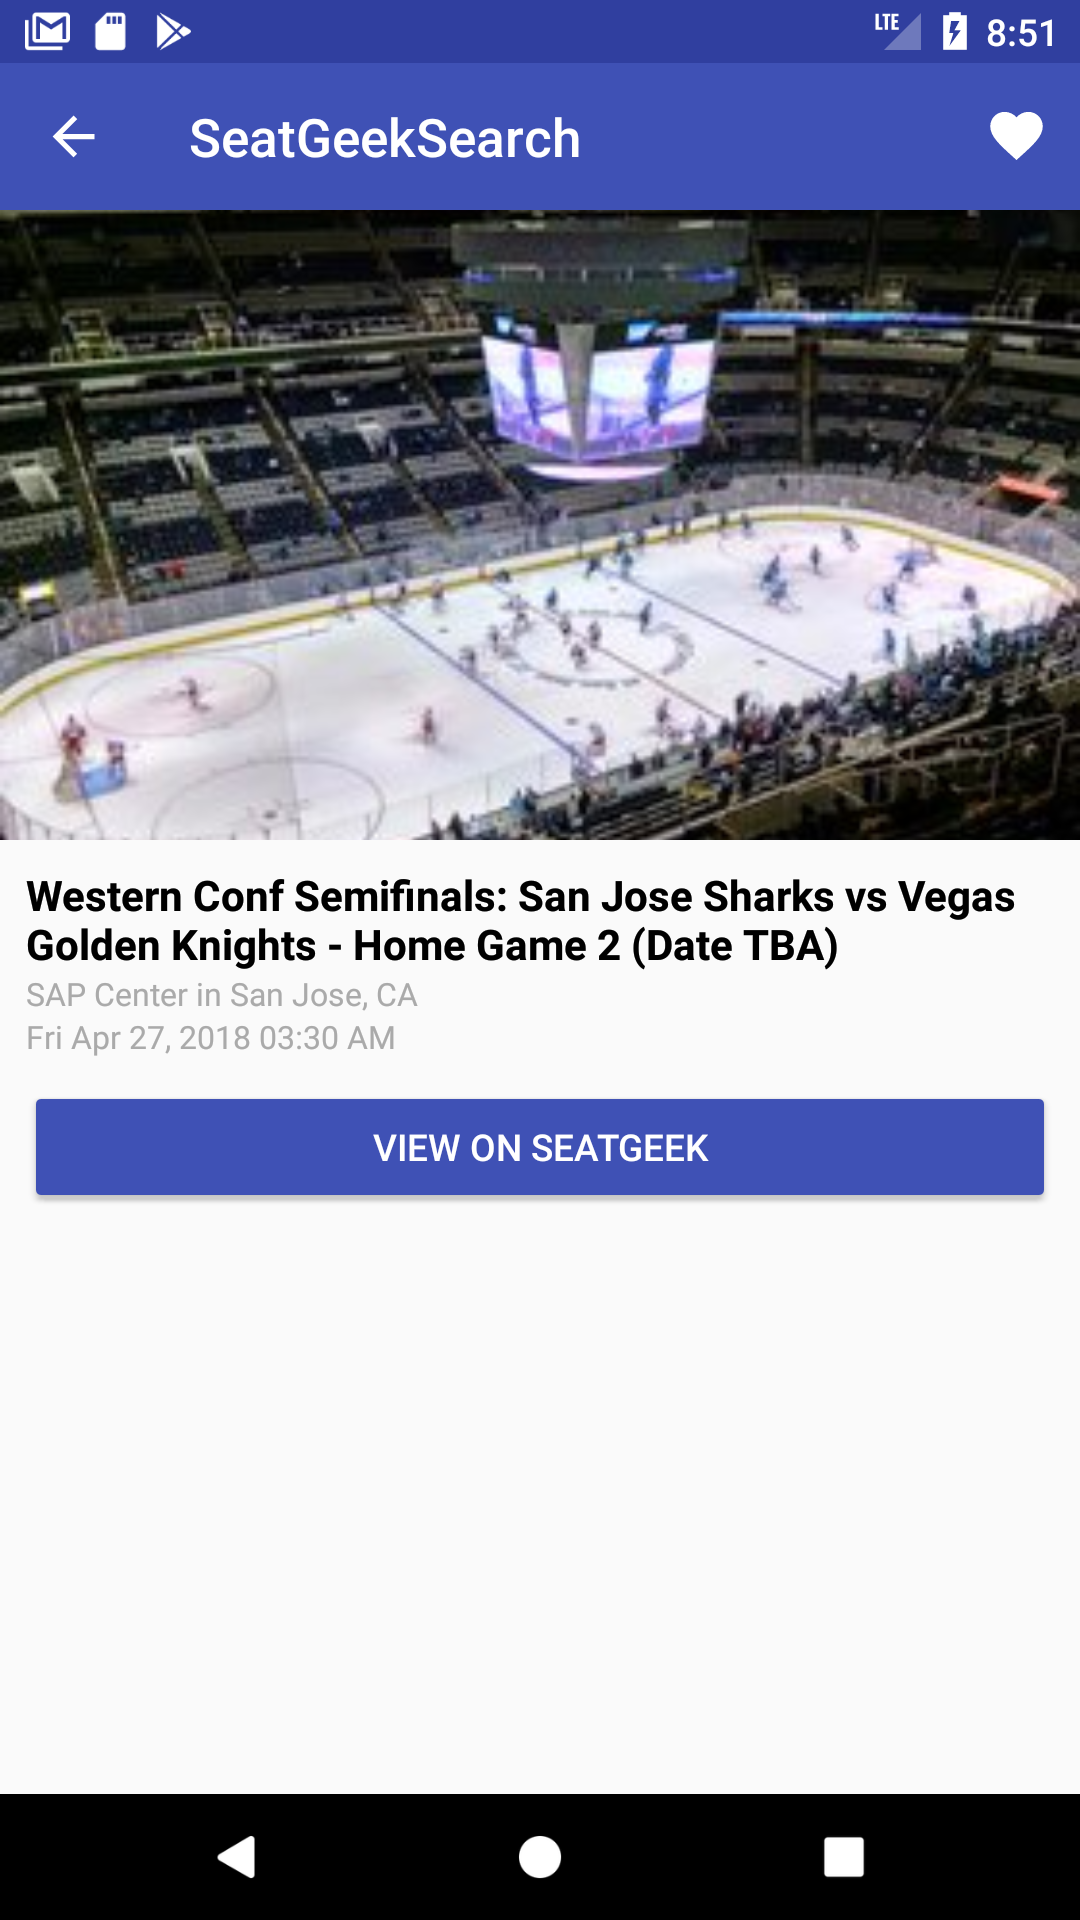 LTE
8:51
SeatGeekSearch
Western Conf Semifinals: San Jose Sharks vs Vegas
Golden Knights - Home Game 2 (Date TBA)
SAP Center in San Jose, CA
Fri Apr 27, 2018 03:30 AM
VIEW ON SEATGEEK